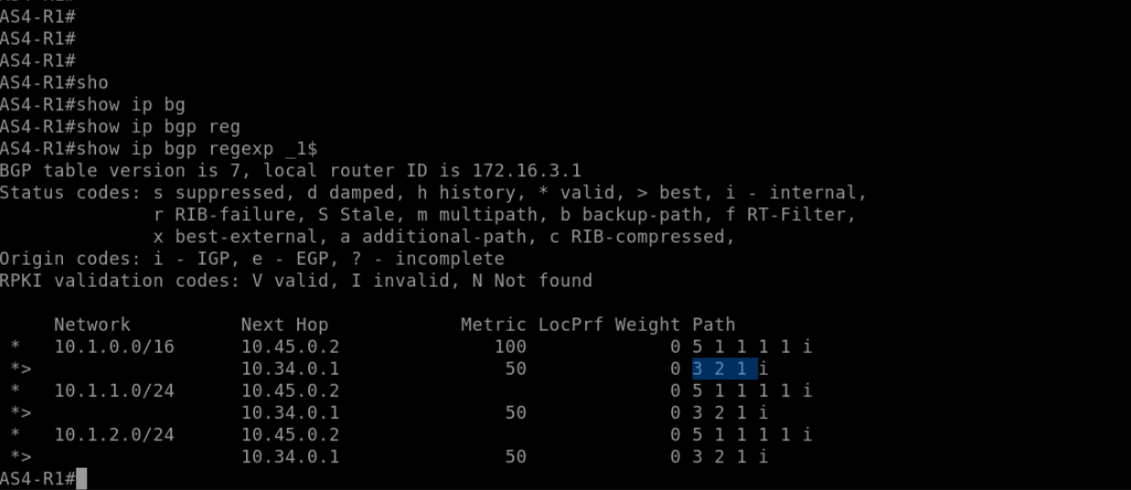 AS4-R1#
AS4-R1#
AS4-R1#
AS4-R1#sho
AS4-R1#show ip bg
AS4-R1#show ip bgp reg
AS4-R1#show ip bgp regexp _1$
BGP table version is 7, local router ID is 172.16.3.1
Status codes: s suppressed, d damped, h history, * valid, > best, i - internal,
              r RIB-failure, S Stale, m multipath, b backup-path, f RT-Filter,
              x best-external, a additional-path, c RIB-compressed,
Origin codes: i - IGP, e - EGP, ? - incomplete
RPKI validation codes: V valid, I invalid, N Not found

     Network          Next Hop            Metric LocPrf Weight Path
 *   10.1.0.0/16      10.45.0.2              100             0 5 1 1 1 1 i
 *>                   10.34.0.1               50             0 3 2 1 i
 *   10.1.1.0/24      10.45.0.2                              0 5 1 1 1 1 i
 *>                   10.34.0.1               50             0 3 2 1 i
 *   10.1.2.0/24      10.45.0.2                              0 5 1 1 1 1 i
 *>                   10.34.0.1               50             0 3 2 1 i
AS4-R1#